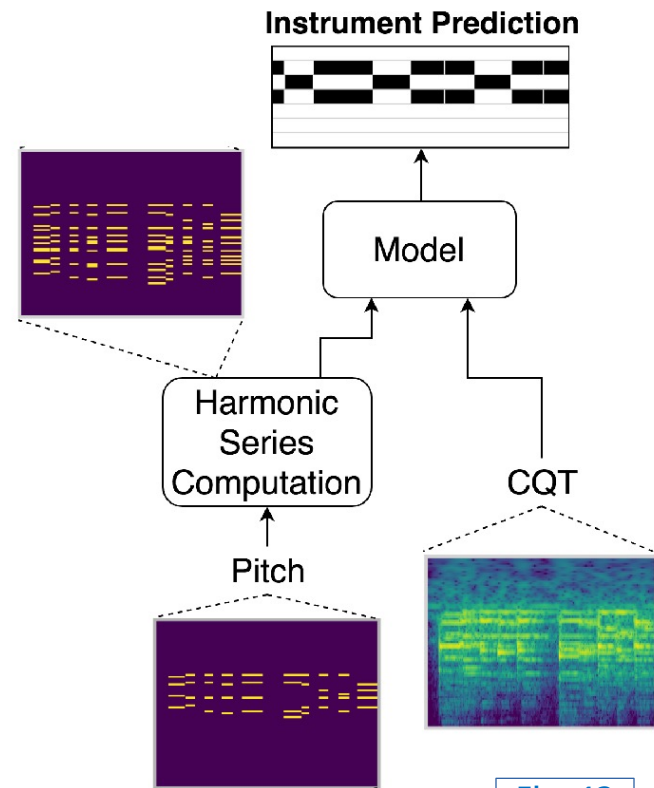 Instrument Prediction
Model
Harmonic
Series
Computation
CQT
Pitch